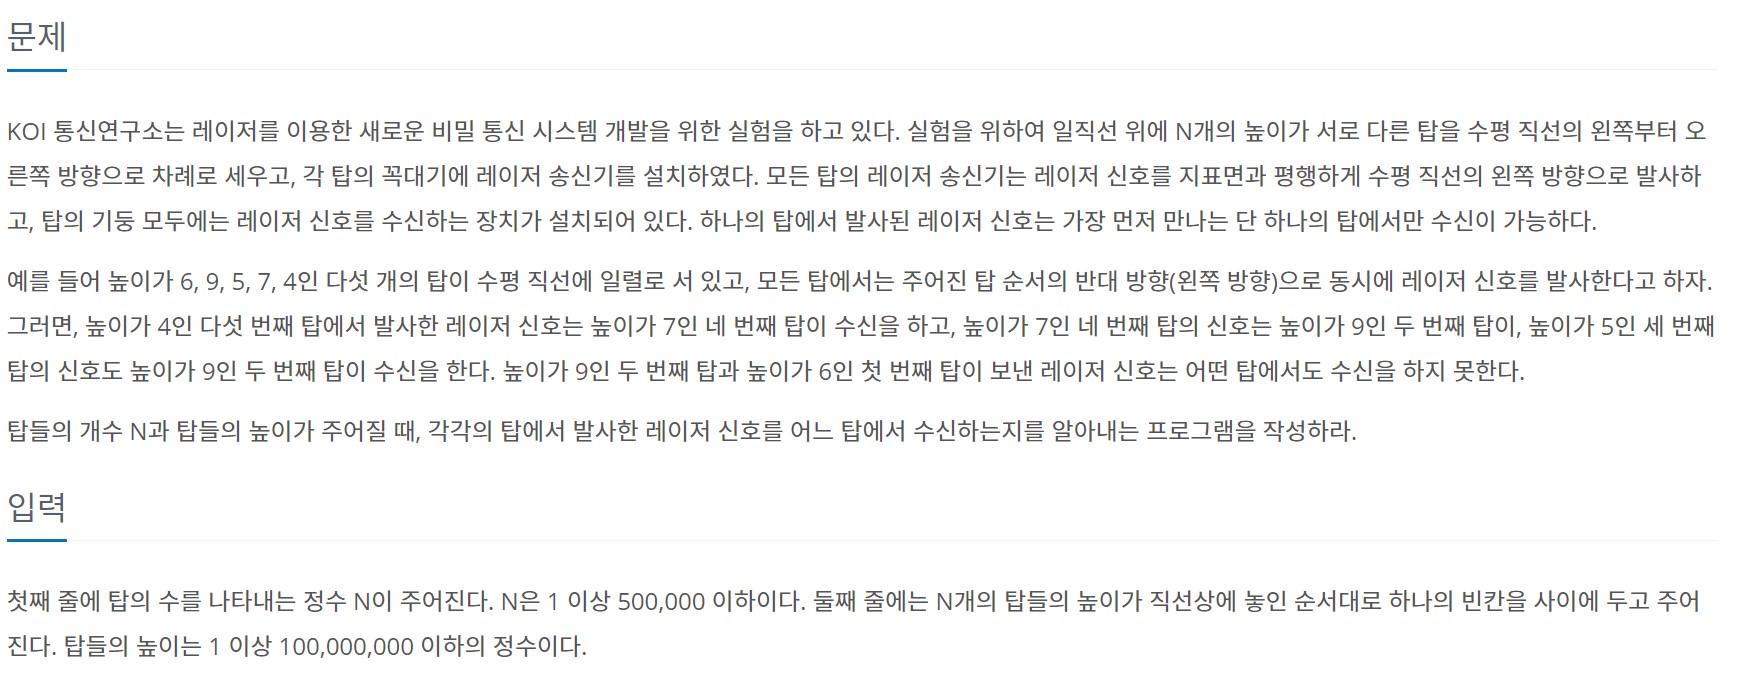 문제
KOI 통신연구소는 레이저를 이용한 새로운 비밀 통신 시스템 개발을 위한 실험을 하고 있다. 실험을 위하여 일직선 위에 N개의 높이가 서로 다른 탑을 수평 직선의 왼쪽부터 오
른쪽 방향으로 차례로 세우고, 각 탑의 꼭대기에 레이저 송신기를 설치하였다. 모든 탑의 레이저 송신기는 레이저 신호를 지표면과 평행하게 수평 직선의 왼쪽 방향으로 발사하
고, 탑의 기둥 모두에는 레이저 신호를 수신하는 장치가 설치되어 있다. 하나의 탑에서 발사된 레이저 신호는 가장 먼저 만나는 단 하나의 탑에서만 수신이 가능하다.
예를 들어 높이가 6, 9, 5, 7, 4인 다섯 개의 탑이 수평 직선에 일렬로 서 있고, 모든 탑에서는 주어진 탑 순서의 반대 방향(왼쪽 방향)으로 동시에 레이저 신호를 발사한다고 하자.
그러면, 높이가 4인 다섯 번째 탑에서 발사한 레이저 신호는 높이가 7인 네 번째 탑이 수신을 하고, 높이가 7인 네 번째 탑의 신호는 높이가 9인 두 번째 탑이, 높이가 5인 세 번째
탑의 신호도 높이가 9인 두 번째 탑이 수신을 한다. 높이가 9인 두 번째 탑과 높이가 6인 첫 번째 탑이 보낸 레이저 신호는 어떤 탑에서도 수신을 하지 못한다.
탑들의 개수 N과 탑들의 높이가 주어질 때, 각각의 탑에서 발사한 레이저 신호를 어느 탑에서 수신하는지를 알아내는 프로그램을 작성하라.
입력
첫째 줄에 탑의 수를 나타내는 정수 N이 주어진다. N은 1 이상 500,000 이하이다. 둘째 줄에는 N개의 탑들의 높이가 직선상에 놓인 순서대로 하나의 빈칸을 사이에 두고 주어
진다. 탑들의 높이는 1 이상 100,000,000 이하의 정수이다.